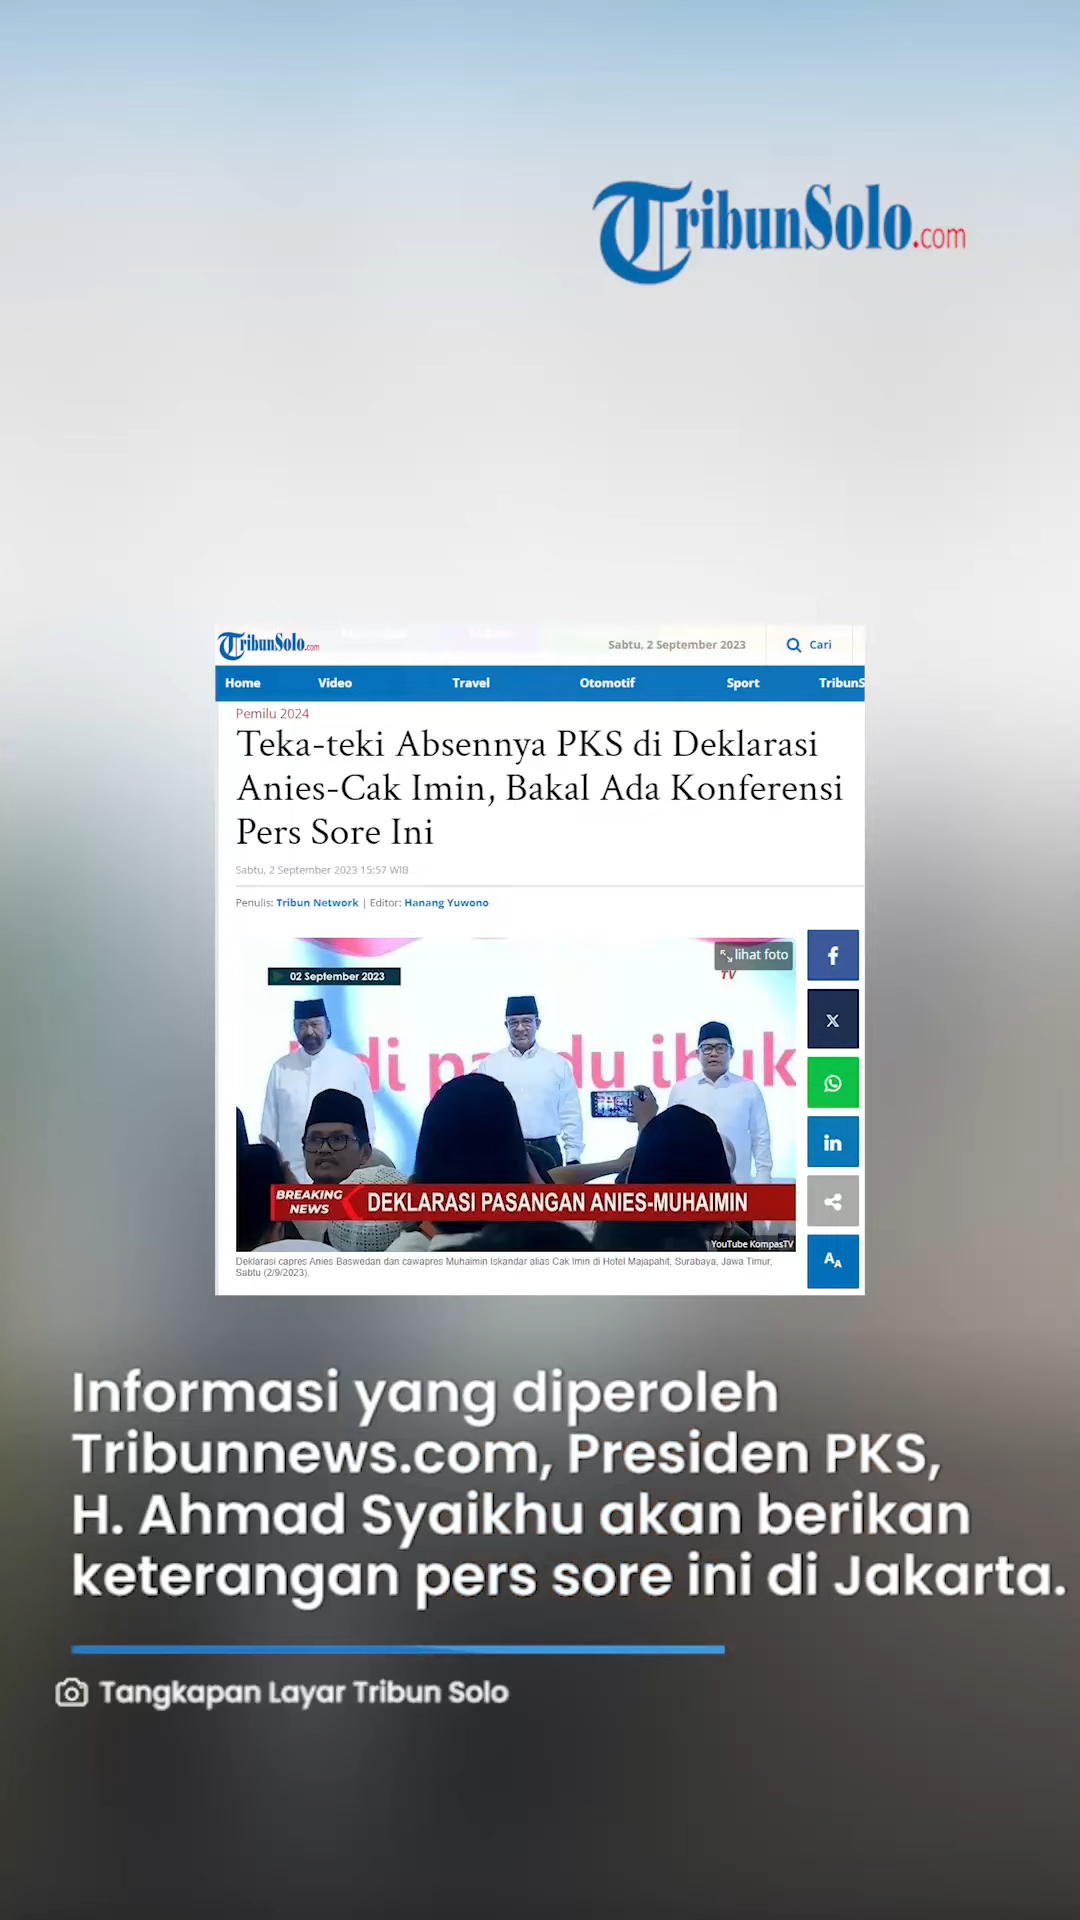 TribunSolo.com
TribunSolo.com
Sabtu, 2 September 2023
Cari
Home Video Travel Otomotif Sport TribunS
Pemilu 2024
Teka-teki Absennya PKS di Deklarasi
Anies-Cak Imin, Bakal Ada Konferensi
Pers Sore Ini
Sabtu, 2 September 2023 15:57 WIB
Penulis: Tribun Network | Editor: Hanang Yuwono
lihat foto
TV
02 September 2023
BREAKING
NEWS
DEKLARASI PASANGAN ANIES-MUHAIMIN
YouTube KompasTV
Deklarasi capres Anies Baswedan dan cawapres Muhaimin Iskandar alias Cak Imin di Hotel Majapahit, Surabaya, Jawa Timur,
Sabtu (2/9/2023).
Informasi yang diperoleh
Tribunnews.com, Presiden PKS,
H. Ahmad Syaikhu akan berikan
keterangan pers sore ini di Jakarta.
Tangkapan Layar Tribun Solo